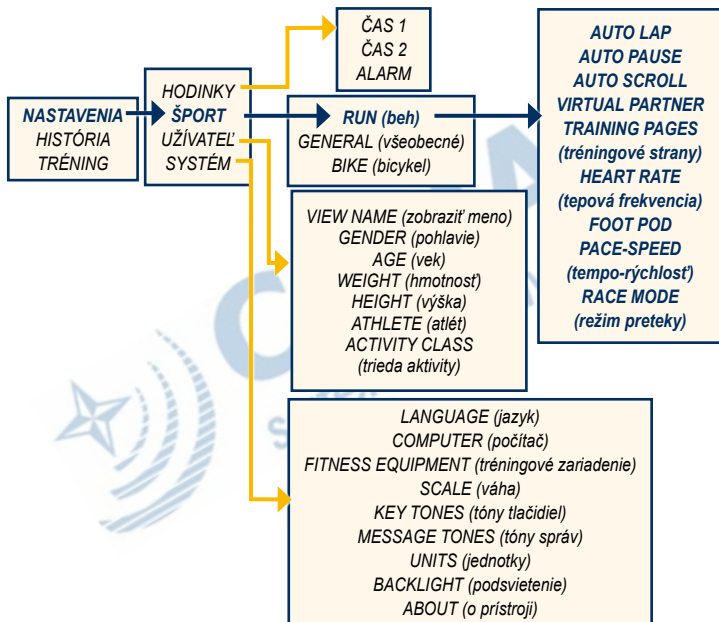 NASTAVENIA
HISTÓRIA
TRÉNING
HODINKY
ŠPORT
UŽÍVATEĽ
SYSTÉM
ČAS 1
ČAS 2
ALARM
RUN (beh)
GENERAL (všeobecné)
BIKE (bicykel)
AUTO LAP
AUTO PAUSE
AUTO SCROLL
VIRTUAL PARTNER
TRAINING PAGES
(tréningové strany)
HEART RATE
(tepová frekvencia)
FOOT POD
PACE-SPEED
(tempo-rýchlosť)
RACE MODE
(režim preteky)
VIEW NAME (zobraziť meno)
GENDER (pohlavie)
AGE (vek)
WEIGHT (hmotnosť)
HEIGHT (výška)
ATHLETE (atlét)
ACTIVITY CLASS
(trieda aktivity)
LANGUAGE (jazyk)
COMPUTER (počítač)
FITNESS EQUIPMENT (tréningové zariadenie)
SCALE (váha)
KEY TONES (tóny tlačidiel)
MESSAGE TONES (tóny správ)
UNITS (jednotky)
BACKLIGHT (podsvietenie)
ABOUT (o prístroji)